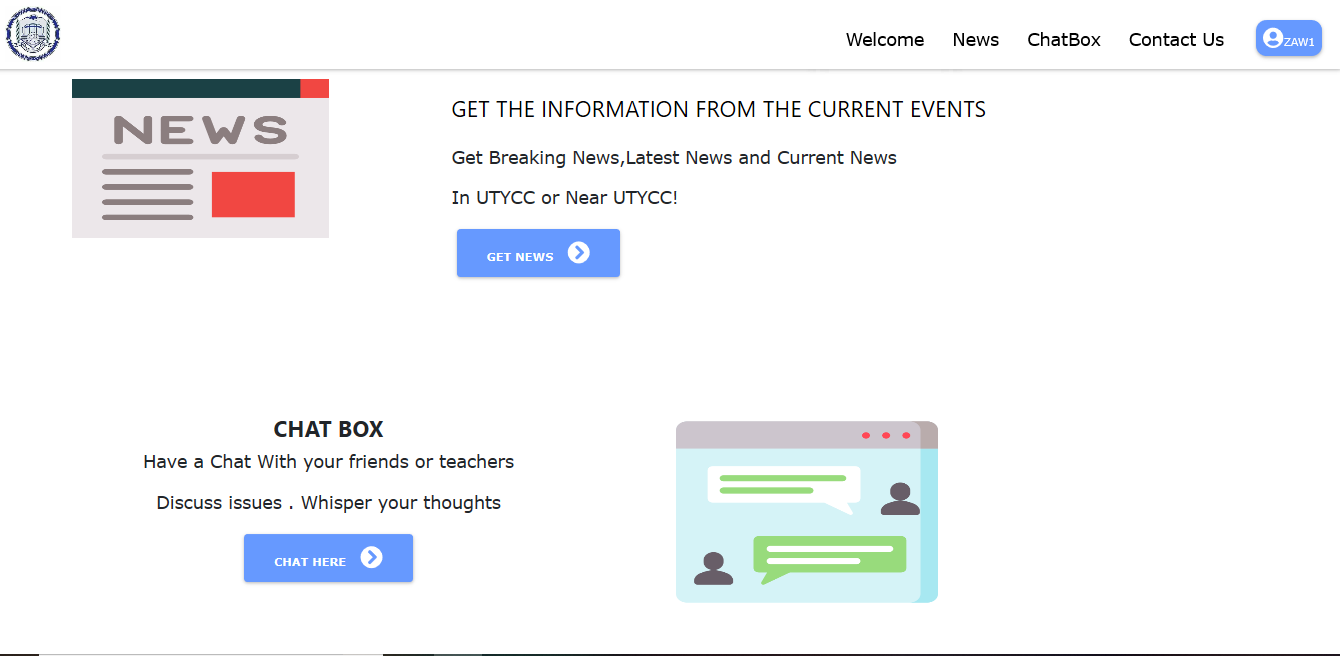 Welcome News ChatBox Contact Us ZAW1
NEWS
GET THE INFORMATION FROM THE CURRENT EVENTS
Get Breaking News,Latest News and Current News
In UTYCC or Near UTYCC!
GET NEWS
CHAT BOX
Have a Chat With your friends or teachers
Discuss issues . Whisper your thoughts
CHAT HERE